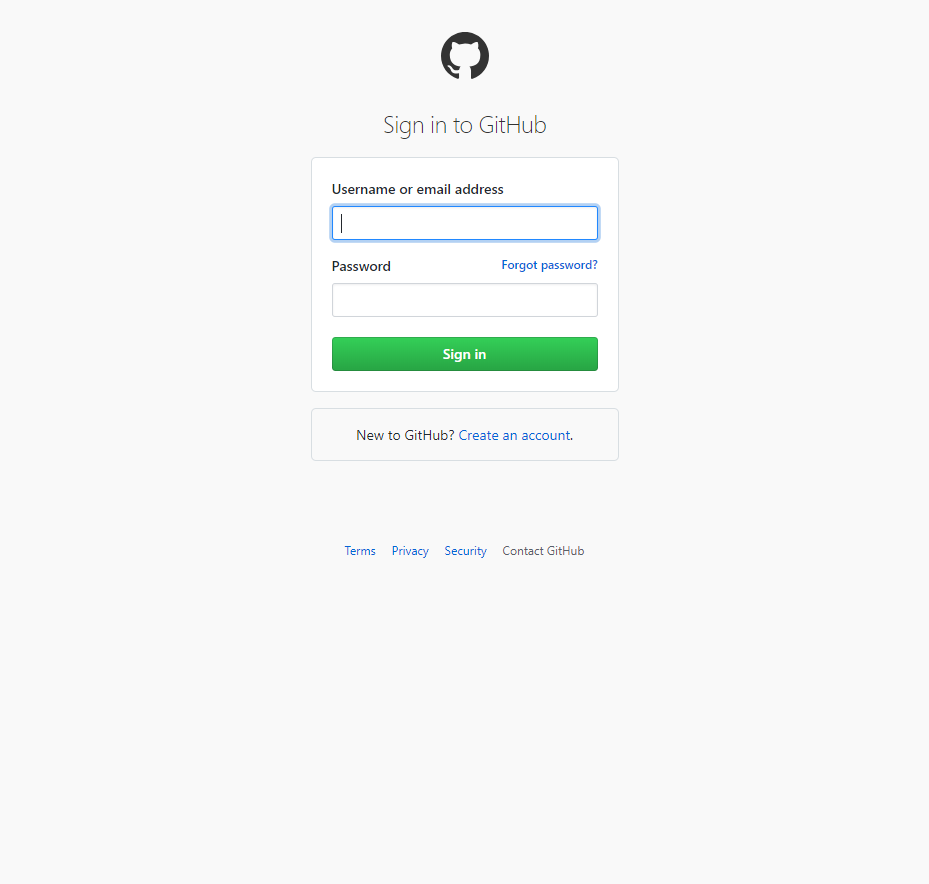 Sign in to GitHub
Username or email address
Password Forgot password?
Sign in
New to GitHub? Create an account.
Terms Privacy Security Contact GitHub